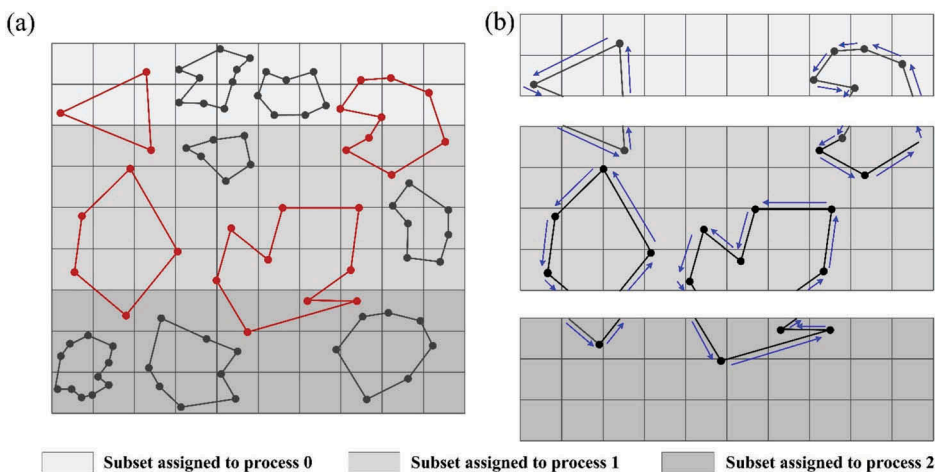 (a)
(b)
Subset assigned to process 0
Subset assigned to process 1
Subset assigned to process 2